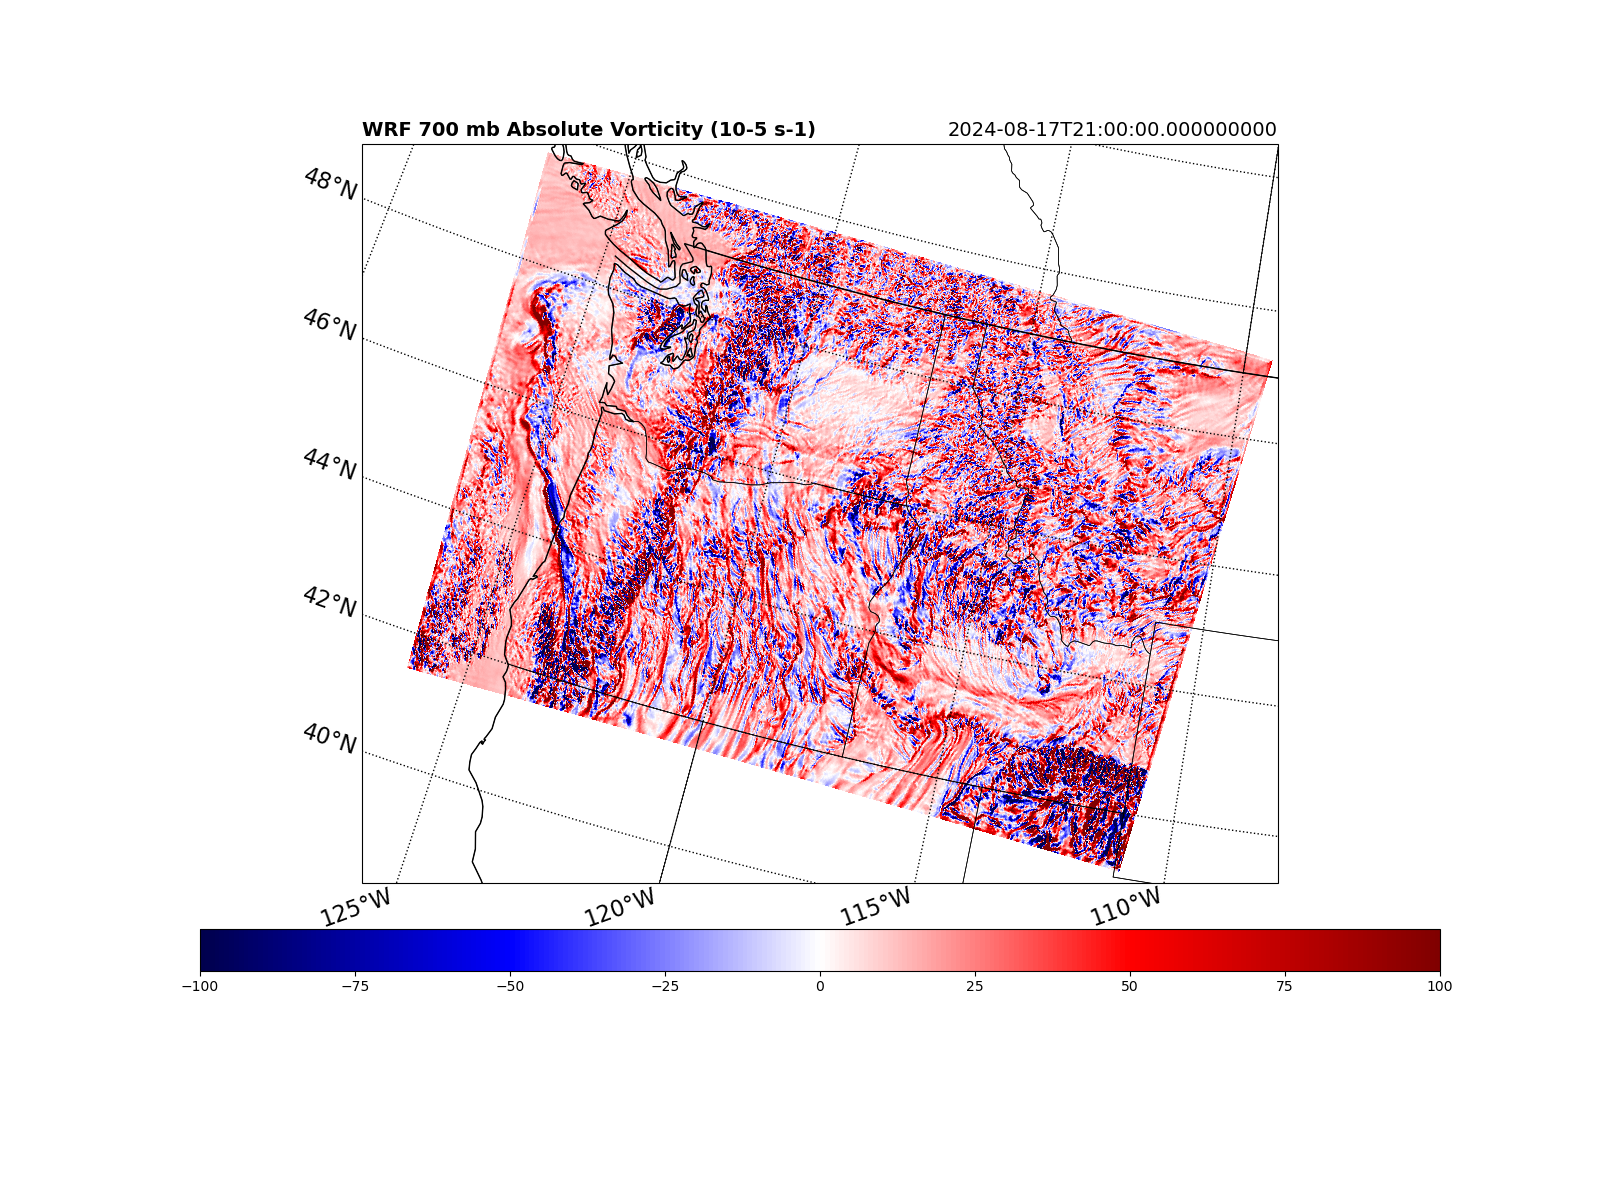 WRF 700 mb Absolute Vorticity (10-5 s-1) 2024-08-17T21:00:00.000000000
48°N
46°N
44°N
42°N
40°N
125°W 120°W 115°W 110°W
−100 −75 −50 −25 0 25 50 75 100